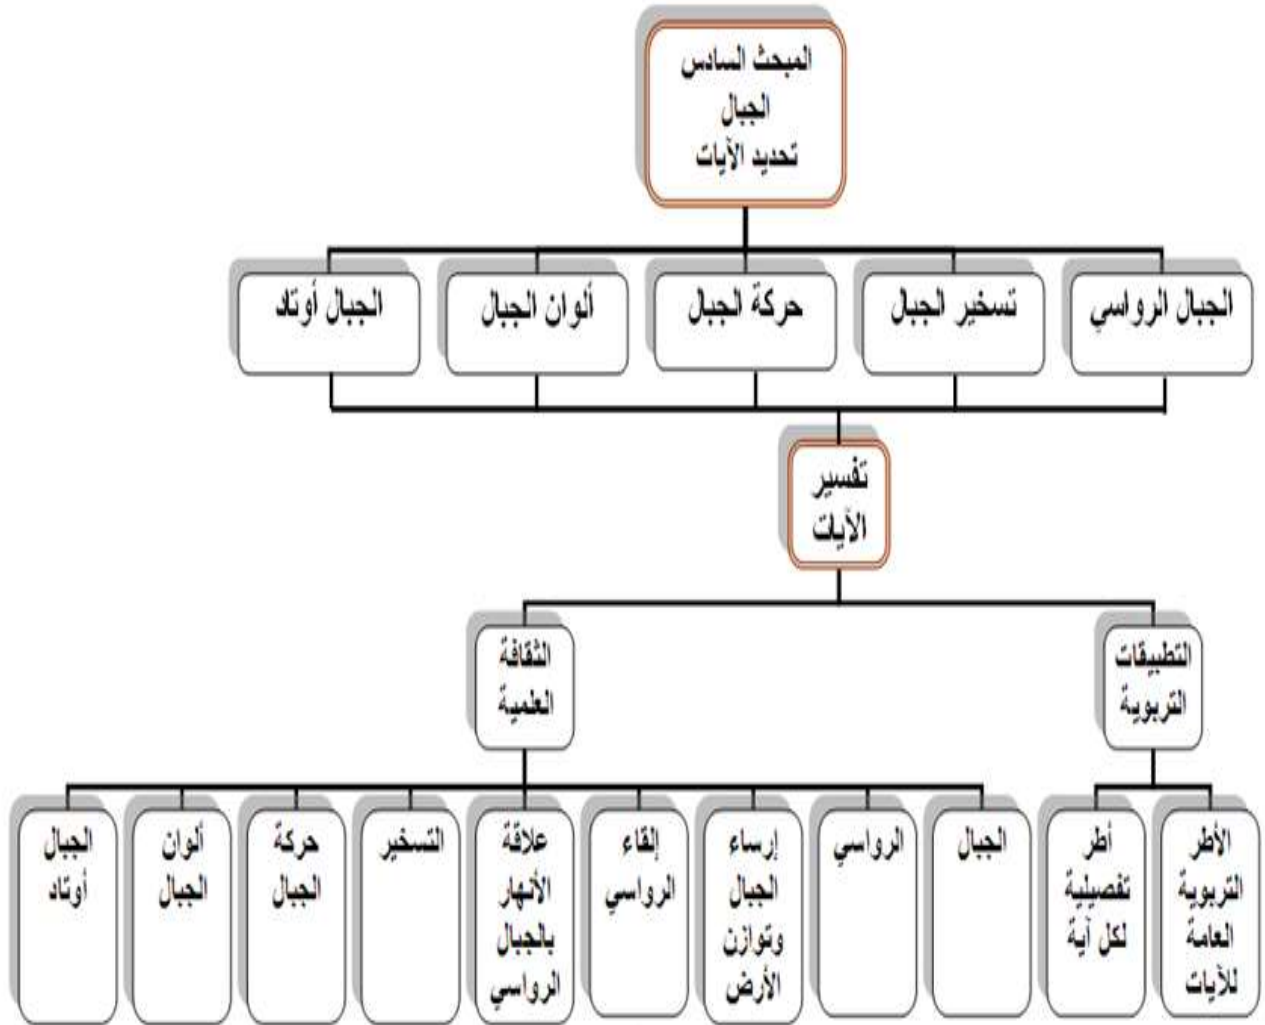 المبحث السادس
الجبال
تحديد الآيات
الجبال الرواسي
تسخير الجبال
حركة الجبال
ألوان الجبال
الجبال أوتاد
تفسير
الآيات
التطبيقات
التربوية
الثقافة
العلمية
الأطر
التربوية
العامة
للآيات
أطر
تفصيلية
لكل آية
الجبال
الرواسي
إرساء
الجبال
وتوازن
الأرض
إلقاء
الرواسي
علاقة
الأنهار
بالجبال
الرواسي
التسخير
حركة
الجبال
ألوان
الجبال
الجبال
أوتاد